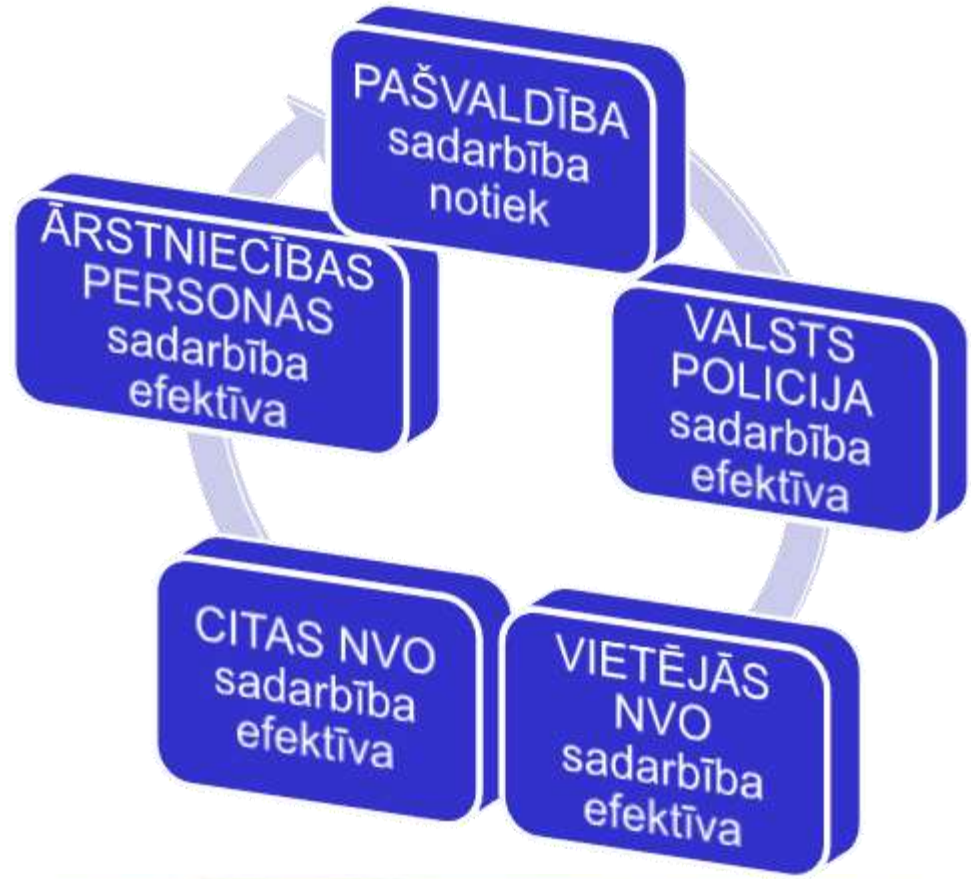 PAŠVALDĪBA
sadarbība
notiek
VALSTS
POLICIJA
sadarbība
efektīva
VIETĒJĀS
NVO
sadarbība
efektīva
CITAS NVO
sadarbība
efektīva
ĀRSTNIECĪBAS
PERSONAS
sadarbība
efektīva